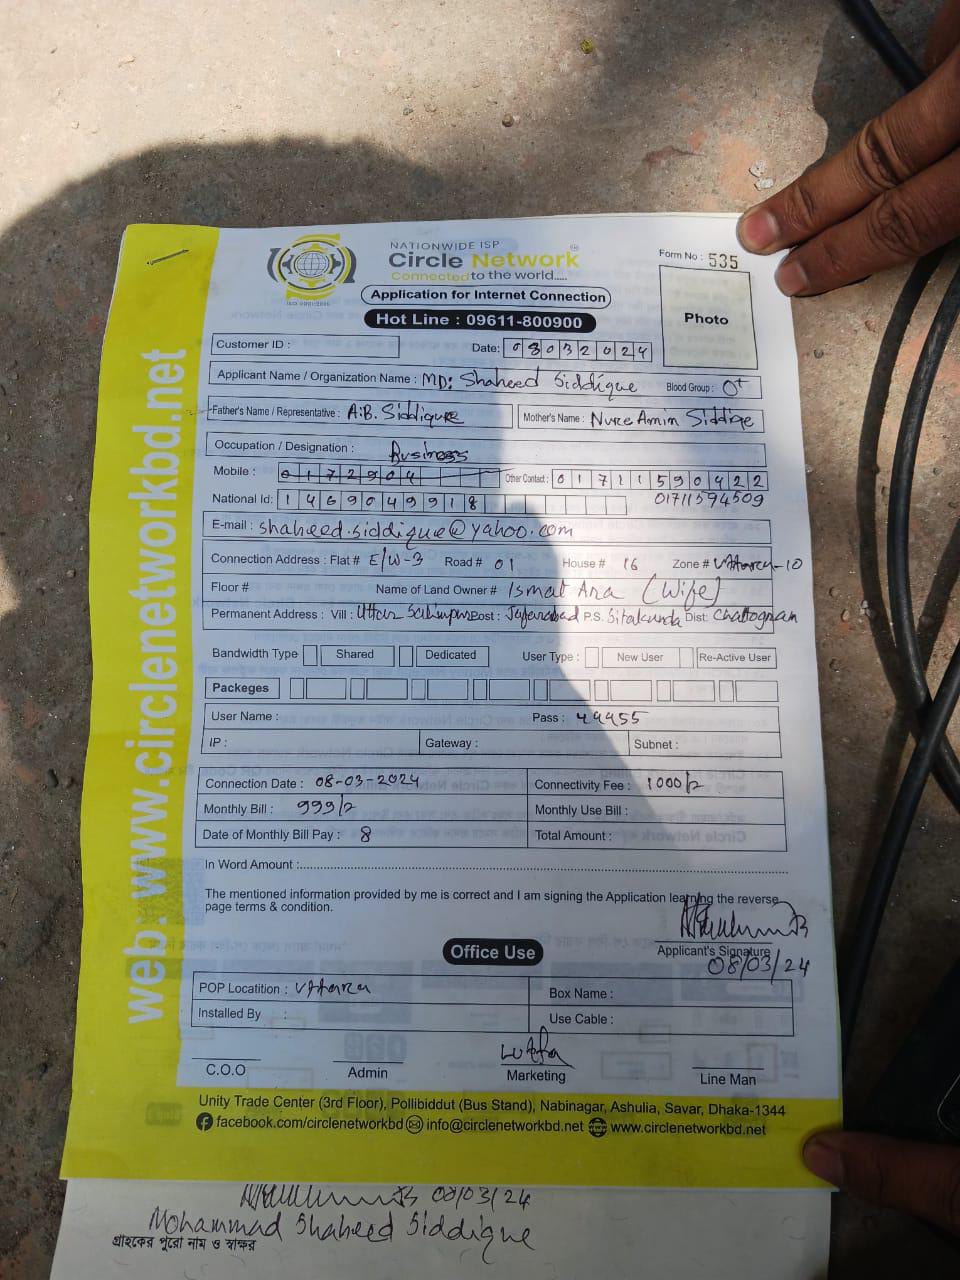 NATIONWIDE ISP
Circle Network
Connected to the world.....
ISO 9001:2015
Form No : 535
Application for Internet Connection
Hot Line : 09611-800900
Photo
Customer ID :
Date: 08032024
Applicant Name / Organization Name : MD: Shaheed Siddique Blood Group : O+
Father's Name / Representative : A.B. Siddique Mother's Name : Nure Amin Siddiqe
Occupation / Designation : Business
Mobile : 0172904 Other Contact : 01711590422
National Id: 1469049918 01711594509
E-mail : shaheed.siddique@yahoo.com
Connection Address : Flat # E/W-3 Road # 01 House # 16 Zone # Uttara-10
Floor # Name of Land Owner # Ismat Ara (Wife)
Permanent Address : Vill : Uttar Salimpur Post : Jafarabad P.S. Sitakunda Dist: Chattogram
Bandwidth Type Shared Dedicated User Type : New User Re-Active User
Packeges
User Name : Pass : 44455
IP : Gateway : Subnet :
Connection Date : 08-03-2024 Connectivity Fee : 1000/=
Monthly Bill : 999/= Monthly Use Bill :
Date of Monthly Bill Pay : 8 Total Amount :
In Word Amount :
The mentioned information provided by me is correct and I am signing the Application learning the reverse
page terms & condition.
Applicant's Signature
08/03/24
Office Use
POP Locatition : Uttara Box Name :
Installed By : Use Cable :
C.O.O Admin Marketing Line Man
Unity Trade Center (3rd Floor), Pollibiddut (Bus Stand), Nabinagar, Ashulia, Savar, Dhaka-1344
facebook.com/circlenetworkbd info@circlenetworkbd.net www.circlenetworkbd.net
web: www.circlenetworkbd.net
08/03/24
Mohammad Shaheed Siddique
গ্রাহকের পুরো নাম ও স্বাক্ষর